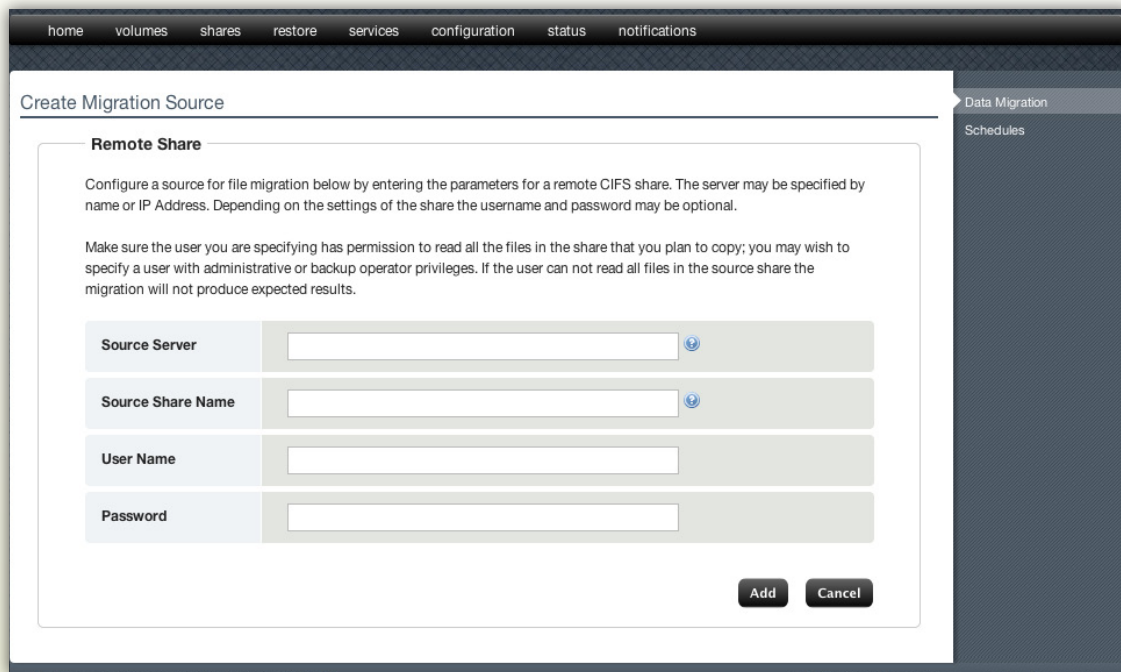 home volumes shares restore services configuration status notifications
Create Migration Source
Data Migration
Schedules
Remote Share
Configure a source for file migration below by entering the parameters for a remote CIFS share. The server may be specified by
name or IP Address. Depending on the settings of the share the username and password may be optional.
Make sure the user you are specifying has permission to read all the files in the share that you plan to copy; you may wish to
specify a user with administrative or backup operator privileges. If the user can not read all files in the source share the
migration will not produce expected results.
Source Server ?
Source Share Name ?
User Name
Password
Add Cancel